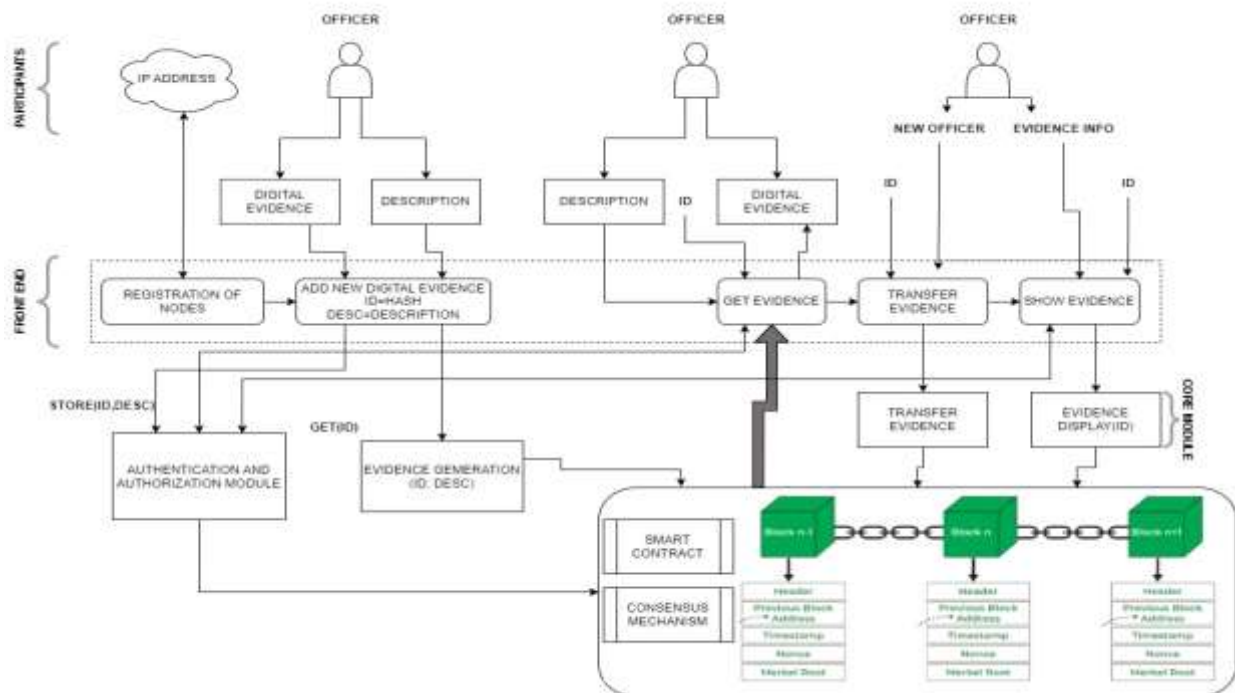 OFFICER
OFFICER
OFFICER
PARTICIPANTS
IP ADDRESS
NEW OFFICER
EVIDENCE INFO
DIGITAL
EVIDENCE
DESCRIPTION
DESCRIPTION
ID
DIGITAL
EVIDENCE
ID
ID
FRONT END
REGISTRATION OF
NODES
ADD NEW DIGITAL EVIDENCE
ID=HASH
DESC=DESCRIPTION
GET EVIDENCE
TRANSFER
EVIDENCE
SHOW EVIDENCE
STORE(ID,DESC)
GET(ID)
TRANSFER
EVIDENCE
EVIDENCE
DISPLAY(ID)
CORE MODULE
AUTHENTICATION AND
AUTHORIZATION MODULE
EVIDENCE GEMERATION
(ID: DESC)
SMART
CONTRACT
CONSENSUS
MECHANISM
Block n-1
Block n
Block n+1
Header
Previous Block
Address
Timestamp
Nonce
Merkel Root
Header
Previous Block
Address
Timestamp
Nonce
Merkel Root
Header
Previous Block
Address
Timestamp
Nonce
Merkel Root